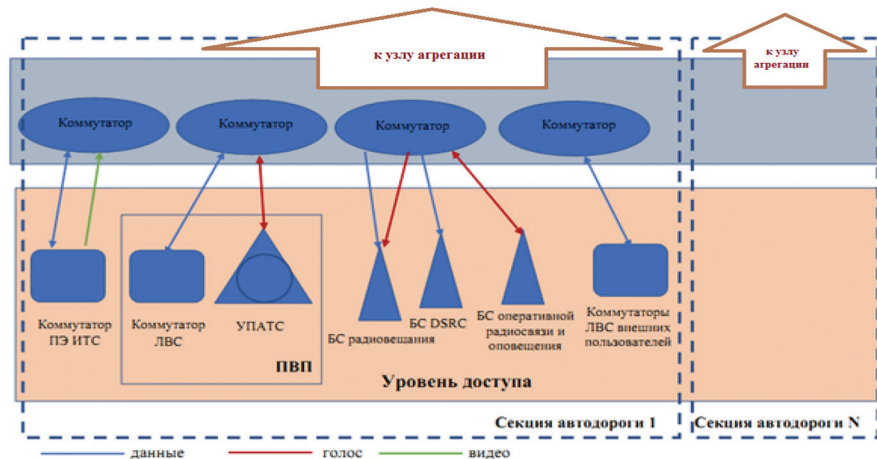 к узлу агрегации
к узлу
агрегации
Коммутатор
Коммутатор
Коммутатор
Коммутатор
Коммутатор
ПЭ ИТС
Коммутатор
ЛВС
УПАТС
ПВП
БС радиовещания
БС DSRC
БС оперативной
радиосвязи и
оповещения
Коммутаторы
ЛВС внешних
пользователей
Уровень доступа
Секция автодороги 1
Секция автодороги N
данные
голос
видео